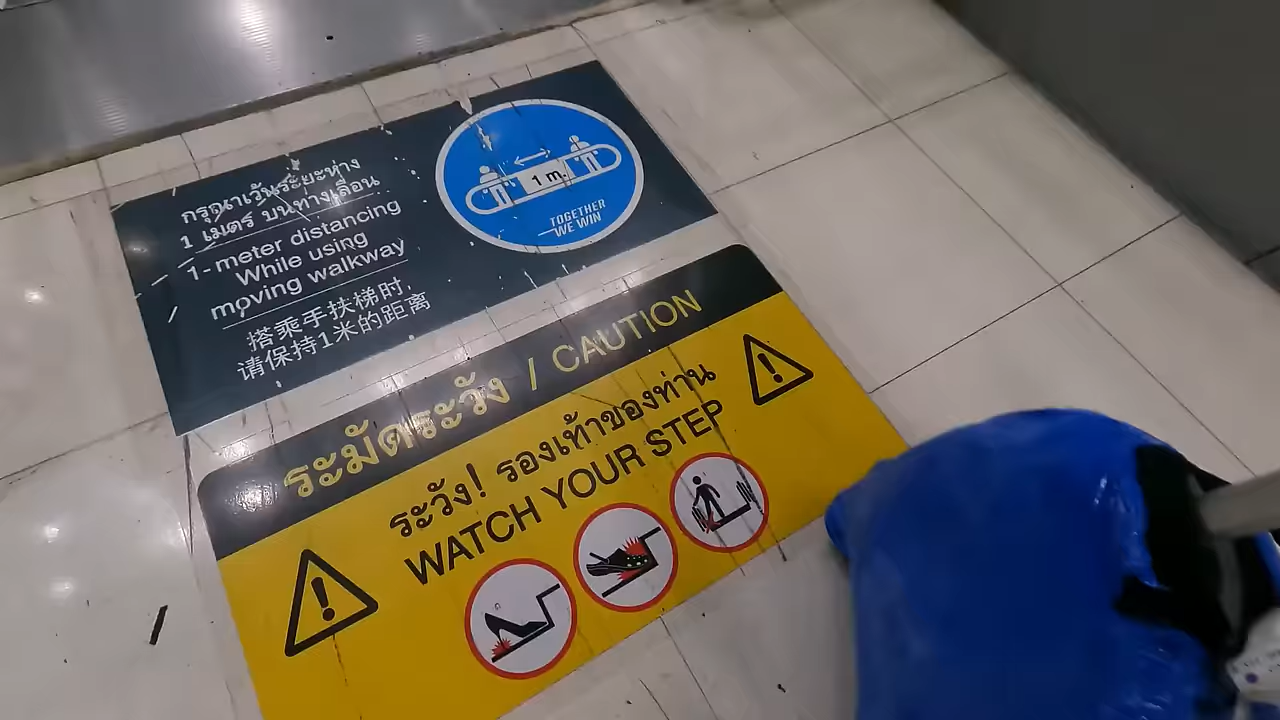 กรุณาเว้นระยะห่าง
1 เมตร บนทางเลื่อน
1-meter distancing
While using
moving walkway
搭乘手扶梯时,
请保持1米的距离
1 m.
TOGETHER
WE WIN
ระมัดระวัง / CAUTION
ระวัง! รองเท้าของท่าน
WATCH YOUR STEP